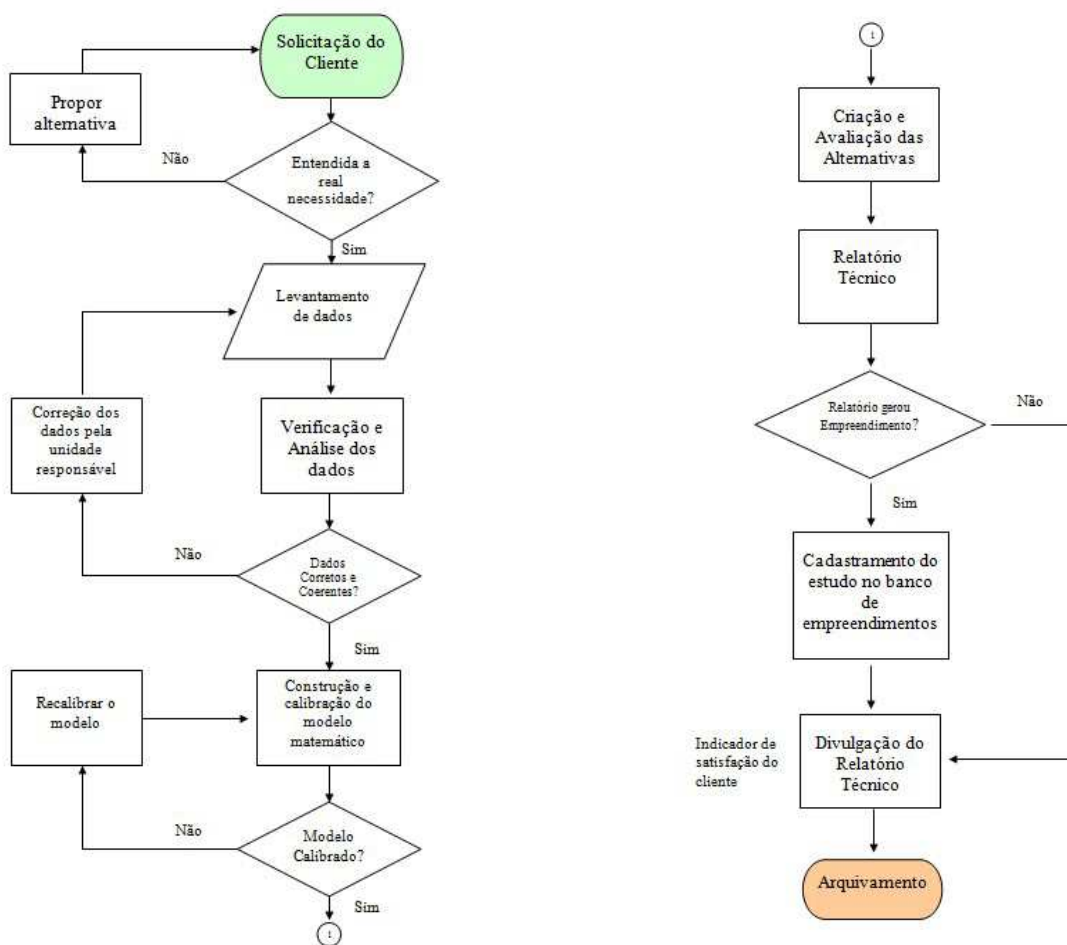 Solicitação do
Cliente
Propor
alternativa
Não
Entendida a
real
necessidade?
Sim
Levantamento
de dados
Correção dos
dados pela
unidade
responsável
Verificação e
Análise dos
dados
Não
Dados
Corretos e
Coerentes?
Sim
Recalibrar o
modelo
Construção e
calibração do
modelo
matemático
Não
Modelo
Calibrado?
Sim
1
1
Criação e
Avaliação das
Alternativas
Relatório
Técnico
Relatório gerou
Empreendimento?
Não
Sim
Cadastramento do
estudo no banco
de
empreendimentos
Indicador de
satisfação do
cliente
Divulgação do
Relatório
Técnico
Arquivamento